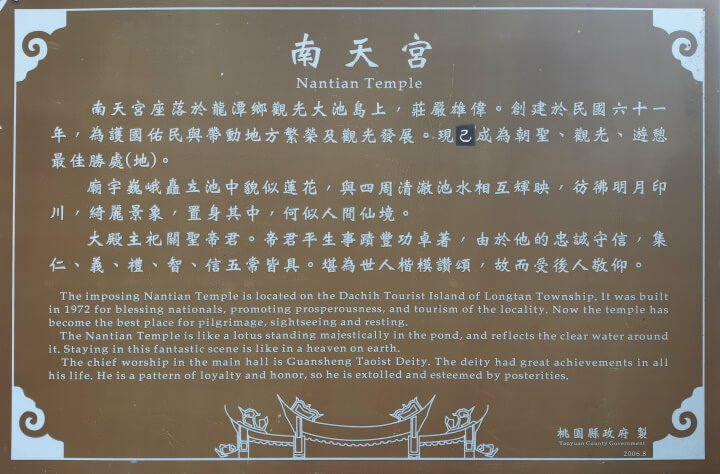 南天宮
Nantian Temple
南天宮座落於龍潭鄉觀光大池島上，莊嚴雄偉。創建於民國六十一
年，為護國佑民與帶動地方繁榮及觀光發展。現己成為朝聖、觀光、遊憩
最佳勝處(地)。
廟宇巍峨矗立池中貌似蓮花，與四周清澈池水相互輝映，彷彿明月印
川，綺麗景象，置身其中，何似人間仙境。
大殿主祀關聖帝君。帝君平生事蹟豐功卓著，由於他的忠誠守信，集
仁、義、禮、智、信五常皆具。堪為世人楷模讚頌，故而受後人敬仰。
The imposing Nantian Temple is located on the Dachih Tourist Island of Longtan Township. It was built
in 1972 for blessing nationals, promoting prosperousness, and tourism of the locality. Now the temple has
become the best place for pilgrimage, sightseeing and resting.
The Nantian Temple is like a lotus standing majestically in the pond, and reflects the clear water around
it. Staying in this fantastic scene is like in a heaven on earth.
The chief worship in the main hall is Guansheng Taoist Deity. The deity had great achievements in all
his life. He is a pattern of loyalty and honor, so he is extolled and esteemed by posterities.
桃園縣政府 製
Taoyuan County Government
2006.8